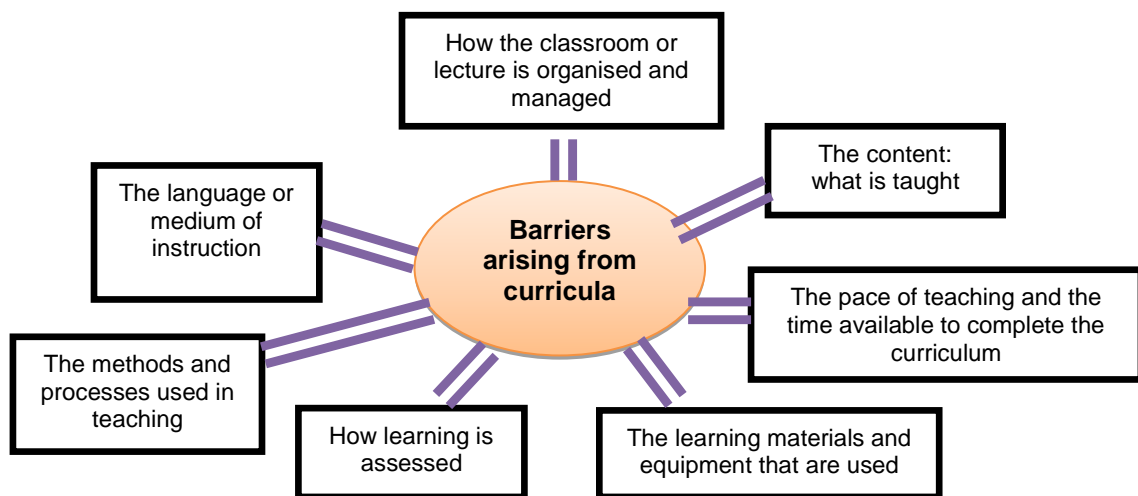 How the classroom or
lecture is organised and
managed
The content:
what is taught
The language or
medium of
instruction
Barriers
arising from
curricula
The pace of teaching and the
time available to complete the
curriculum
The methods and
processes used in
teaching
How learning is
assessed
The learning materials and
equipment that are used